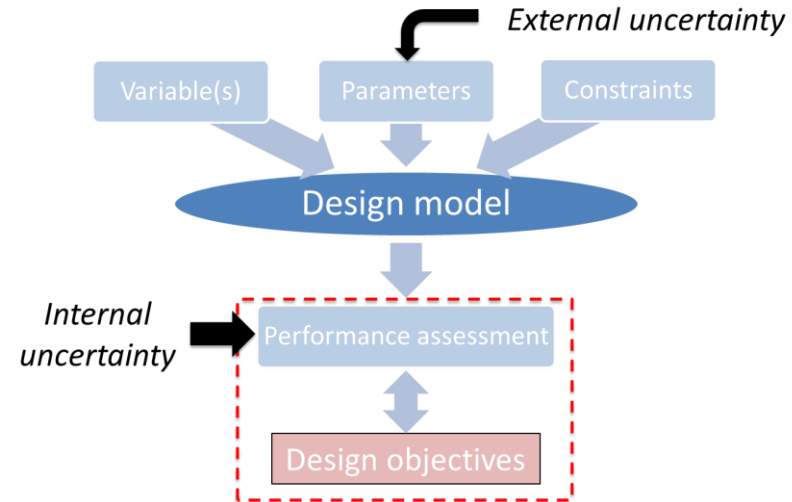 External uncertainty
Variable(s)
Parameters
Constraints
Design model
Internal
uncertainty
Performance assessment
Design objectives